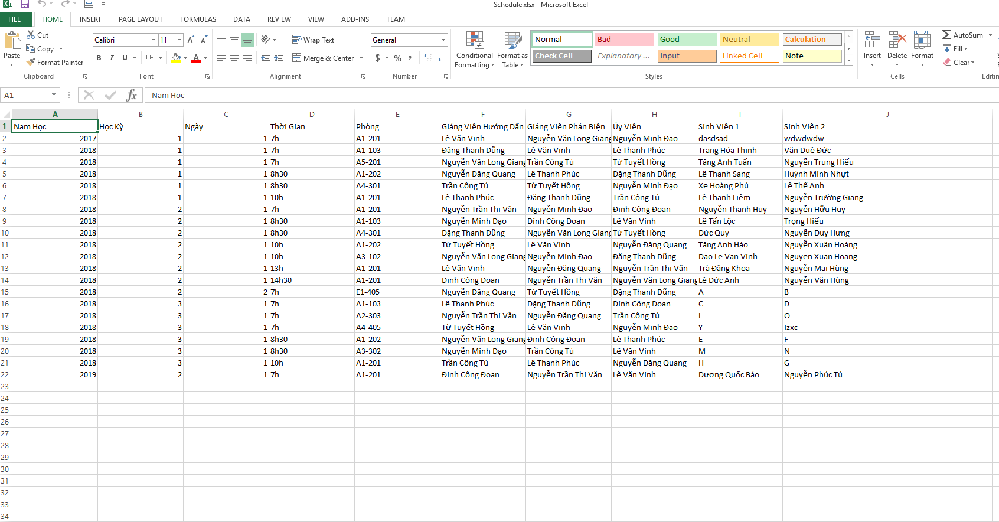 Schedule.xlsx - Microsoft Excel
FILE HOME INSERT PAGE LAYOUT FORMULAS DATA REVIEW VIEW ADD-INS TEAM
Paste Cut Copy Format Painter
Clipboard
Calibri 11
B I U A
Font
Wrap Text
Merge & Center
Alignment
General
$ % ,
Number
Conditional Formatting Format as Table
Normal Bad Good Neutral Calculation
Check Cell Explanatory ... Input Linked Cell Note
Styles
Insert Delete Format
Cells
AutoSum
Fill
Clear
Editin
A1 fx Nam Học
A B C D E F G H I J
1 Nam Học Học Kỳ Ngày Thời Gian Phòng Giảng Viên Hướng Dẩn Giảng Viên Phản Biện Ủy Viên Sinh Viên 1 Sinh Viên 2
2 2017 1 1 7h A1-201 Lê Văn Vinh Nguyễn Văn Long Giang Nguyễn Minh Đạo dasdsad wdwdwdw
3 2018 1 1 7h A1-103 Đặng Thanh Dũng Lê Văn Vinh Lê Thanh Phúc Trang Hóa Thịnh Văn Duệ Đức
4 2018 1 1 7h A5-201 Nguyễn Văn Long Giang Trần Công Tú Từ Tuyết Hồng Tăng Anh Tuấn Nguyễn Trung Hiếu
5 2018 1 1 8h30 A1-202 Nguyễn Đăng Quang Lê Thanh Phúc Đặng Thanh Dũng Lê Thanh Sang Huỳnh Minh Nhựt
6 2018 1 1 8h30 A4-301 Trần Công Tú Từ Tuyết Hồng Nguyễn Minh Đạo Xe Hoàng Phú Lê Thế Anh
7 2018 1 1 10h A1-201 Lê Thanh Phúc Đặng Thanh Dũng Trần Công Tú Lê Thanh Liêm Nguyễn Trường Giang
8 2018 2 1 7h A1-201 Nguyễn Trần Thi Văn Nguyễn Minh Đạo Đinh Công Đoan Nguyễn Thanh Huy Nguyễn Hữu Huy
9 2018 2 1 8h30 A1-103 Nguyễn Minh Đạo Đinh Công Đoan Lê Văn Vinh Lê Tấn Lộc Trọng Hiếu
10 2018 2 1 8h30 A4-301 Đặng Thanh Dũng Nguyễn Văn Long Giang Từ Tuyết Hồng Đức Quy Nguyễn Duy Hưng
11 2018 2 1 10h A1-202 Từ Tuyết Hồng Lê Văn Vinh Nguyễn Đăng Quang Tăng Anh Hào Nguyễn Xuân Hoàng
12 2018 2 1 10h A3-102 Nguyễn Văn Long Giang Nguyễn Minh Đạo Đặng Thanh Dũng Dao Le Van Vinh Nguyen Xuan Hoang
13 2018 2 1 13h A1-201 Lê Văn Vinh Nguyễn Đăng Quang Nguyễn Trần Thi Văn Trà Đăng Khoa Nguyễn Mai Hùng
14 2018 2 1 14h30 A1-201 Đinh Công Đoan Nguyễn Trần Thi Văn Nguyễn Văn Long Giang Lê Đức Anh Nguyễn Văn Hùng
15 2018 2 2 7h E1-405 Nguyễn Đăng Quang Từ Tuyết Hồng Đặng Thanh Dũng A B
16 2018 3 1 7h A1-103 Lê Thanh Phúc Đặng Thanh Dũng Đinh Công Đoan C D
17 2018 3 1 7h A2-303 Nguyễn Trần Thi Văn Nguyễn Đăng Quang Trần Công Tú L O
18 2018 3 1 7h A4-405 Từ Tuyết Hồng Lê Văn Vinh Nguyễn Minh Đạo Y Izxc
19 2018 3 1 8h30 A1-202 Nguyễn Văn Long Giang Đinh Công Đoan Lê Thanh Phúc E F
20 2018 3 1 8h30 A3-302 Nguyễn Minh Đạo Trần Công Tú Lê Văn Vinh M N
21 2018 3 1 10h A1-201 Trần Công Tú Lê Thanh Phúc Nguyễn Đăng Quang H G
22 2019 2 1 7h A1-201 Đinh Công Đoan Nguyễn Trần Thi Văn Lê Văn Vinh Dương Quốc Bảo Nguyễn Phúc Tú
23
24
25
26
27
28
29
30
31
32
33
34